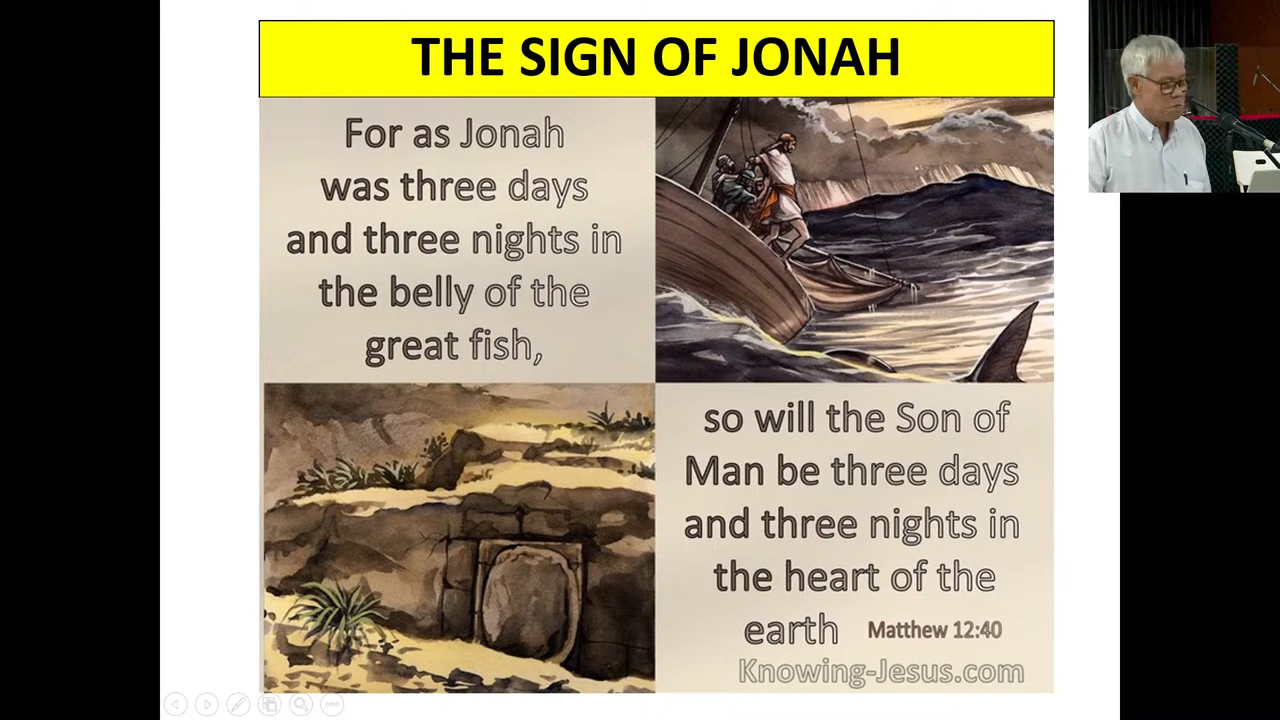 THE SIGN OF JONAH
For as Jonah
was three days
and three nights in
the belly of the
great fish,
so will the Son of
Man be three days
and three nights in
the heart of the
earth Matthew 12:40
Knowing-Jesus.com